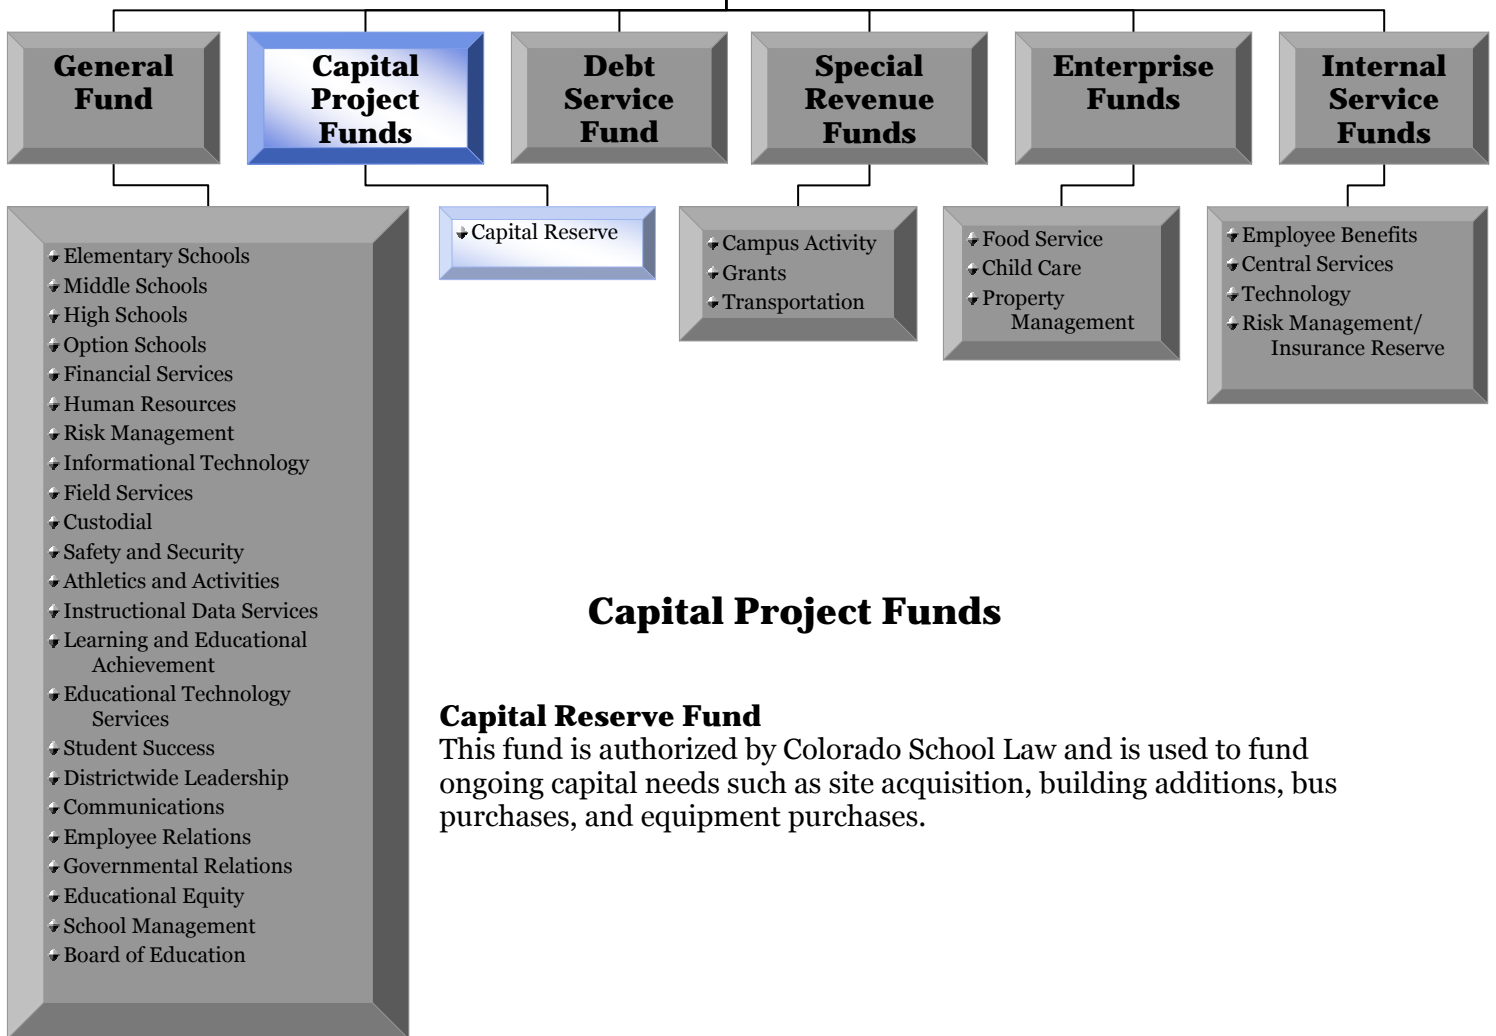 General
Fund
Capital
Project
Funds
Debt
Service
Fund
Special
Revenue
Funds
Enterprise
Funds
Internal
Service
Funds
Elementary Schools
Middle Schools
High Schools
Option Schools
Financial Services
Human Resources
Risk Management
Informational Technology
Field Services
Custodial
Safety and Security
Athletics and Activities
Instructional Data Services
Learning and Educational
Achievement
Educational Technology
Services
Student Success
Districtwide Leadership
Communications
Employee Relations
Governmental Relations
Educational Equity
School Management
Board of Education
Capital Reserve
Campus Activity
Grants
Transportation
Food Service
Child Care
Property
Management
Employee Benefits
Central Services
Technology
Risk Management/
Insurance Reserve
Capital Project Funds
Capital Reserve Fund
This fund is authorized by Colorado School Law and is used to fund
ongoing capital needs such as site acquisition, building additions, bus
purchases, and equipment purchases.